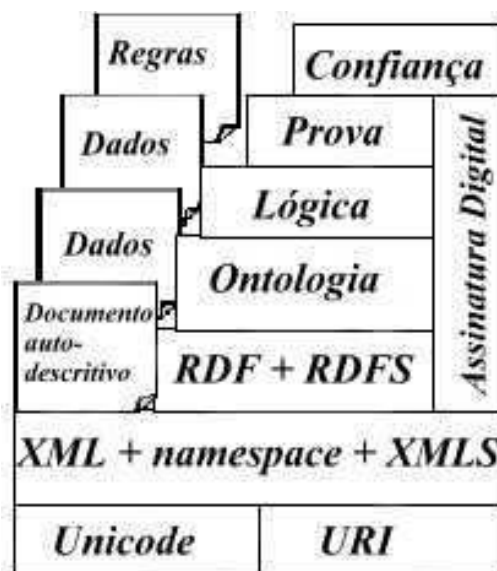 Regras
Confiança
Dados
Prova
Assinatura Digital
Lógica
Dados
Ontologia
Documento
auto-
descritivo
RDF + RDFS
XML + namespace + XMLS
Unicode
URI